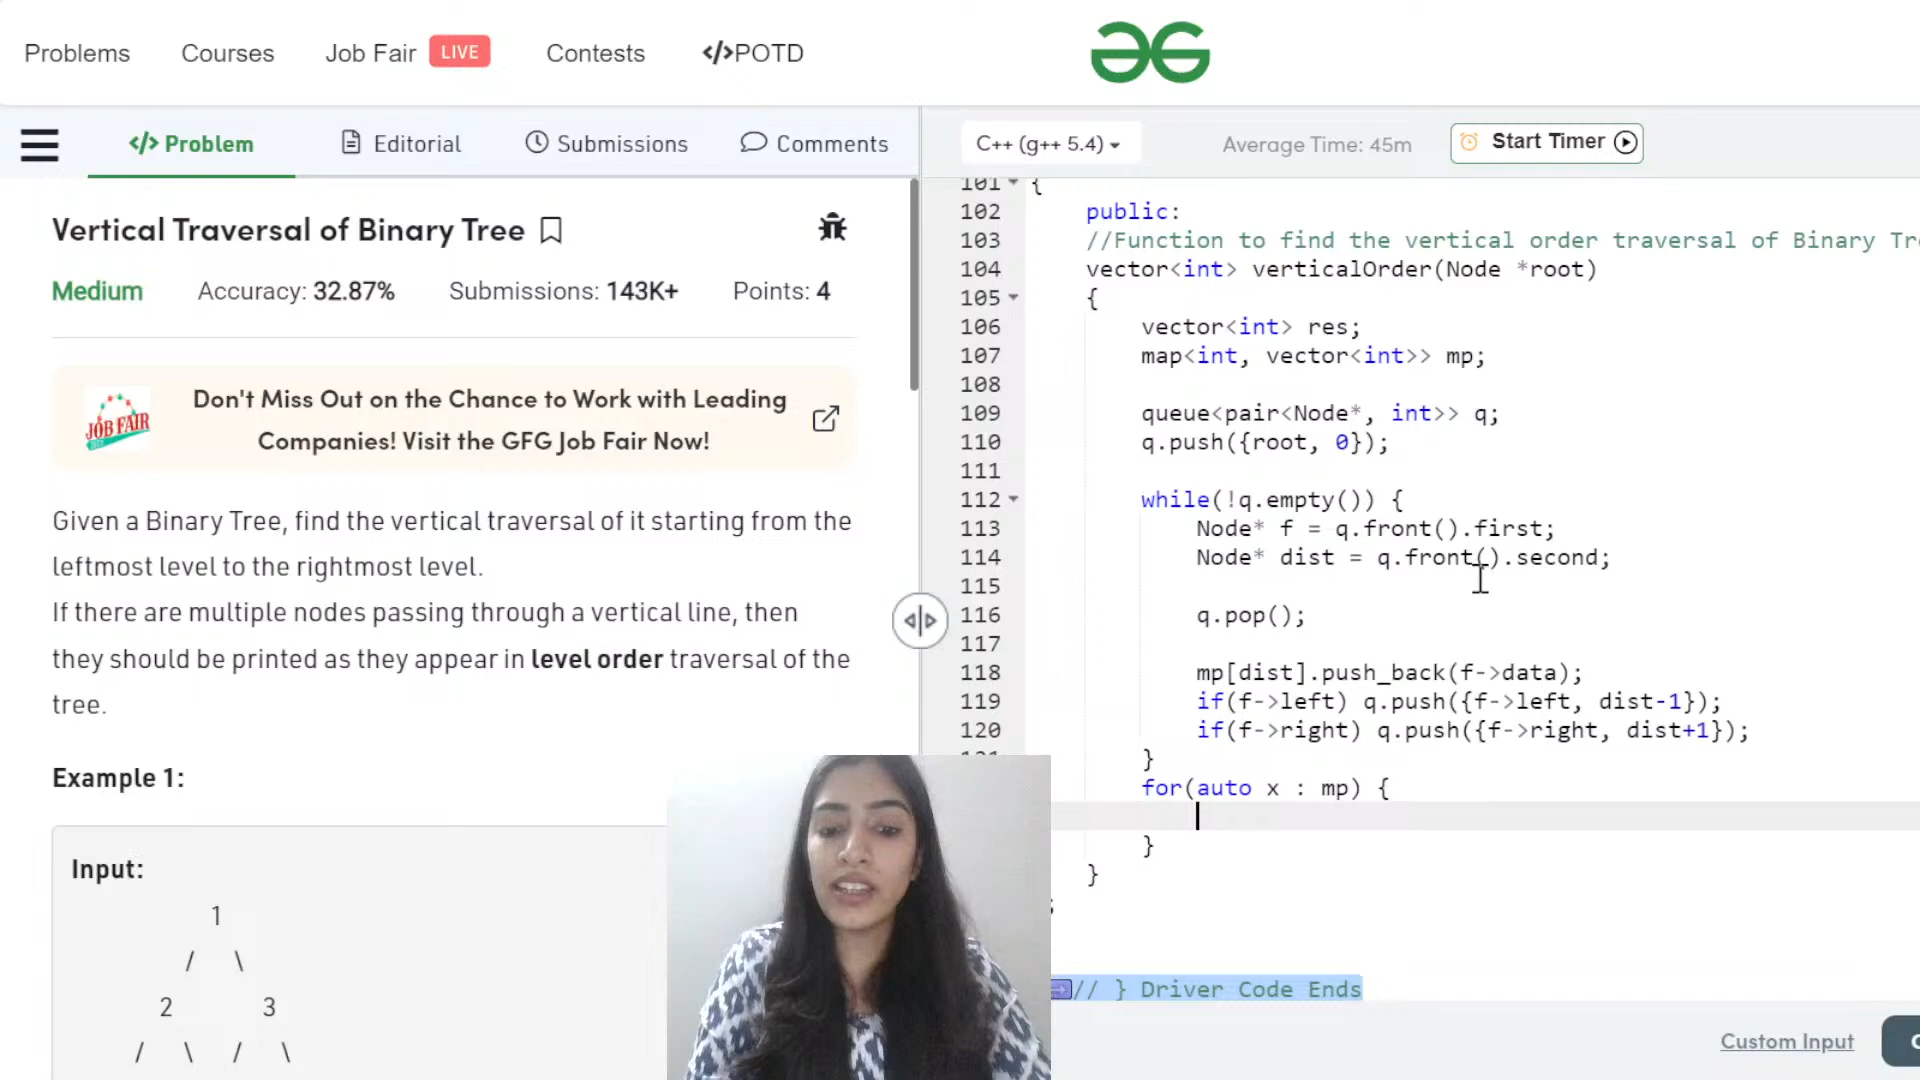 Problems Courses Job Fair LIVE Contests </>POTD
</> Problem Editorial Submissions Comments
Vertical Traversal of Binary Tree
Medium Accuracy: 32.87% Submissions: 143K+ Points: 4
JOB FAIR
Don't Miss Out on the Chance to Work with Leading
Companies! Visit the GFG Job Fair Now!
Given a Binary Tree, find the vertical traversal of it starting from the
leftmost level to the rightmost level.
If there are multiple nodes passing through a vertical line, then
they should be printed as they appear in level order traversal of the
tree.
Example 1:
Input:
1
/ \
2 3
/ \ / \
C++ (g++ 5.4) Average Time: 45m Start Timer
101 {
102 public:
103 //Function to find the vertical order traversal of Binary Tr
104 vector<int> verticalOrder(Node *root)
105 {
106 vector<int> res;
107 map<int, vector<int>> mp;
108
109 queue<pair<Node*, int>> q;
110 q.push({root, 0});
111
112 while(!q.empty()) {
113 Node* f = q.front().first;
114 Node* dist = q.front().second;
115
116 q.pop();
117
118 mp[dist].push_back(f->data);
119 if(f->left) q.push({f->left, dist-1});
120 if(f->right) q.push({f->right, dist+1});
}
for(auto x : mp) {
}
}
;
// } Driver Code Ends
Custom Input